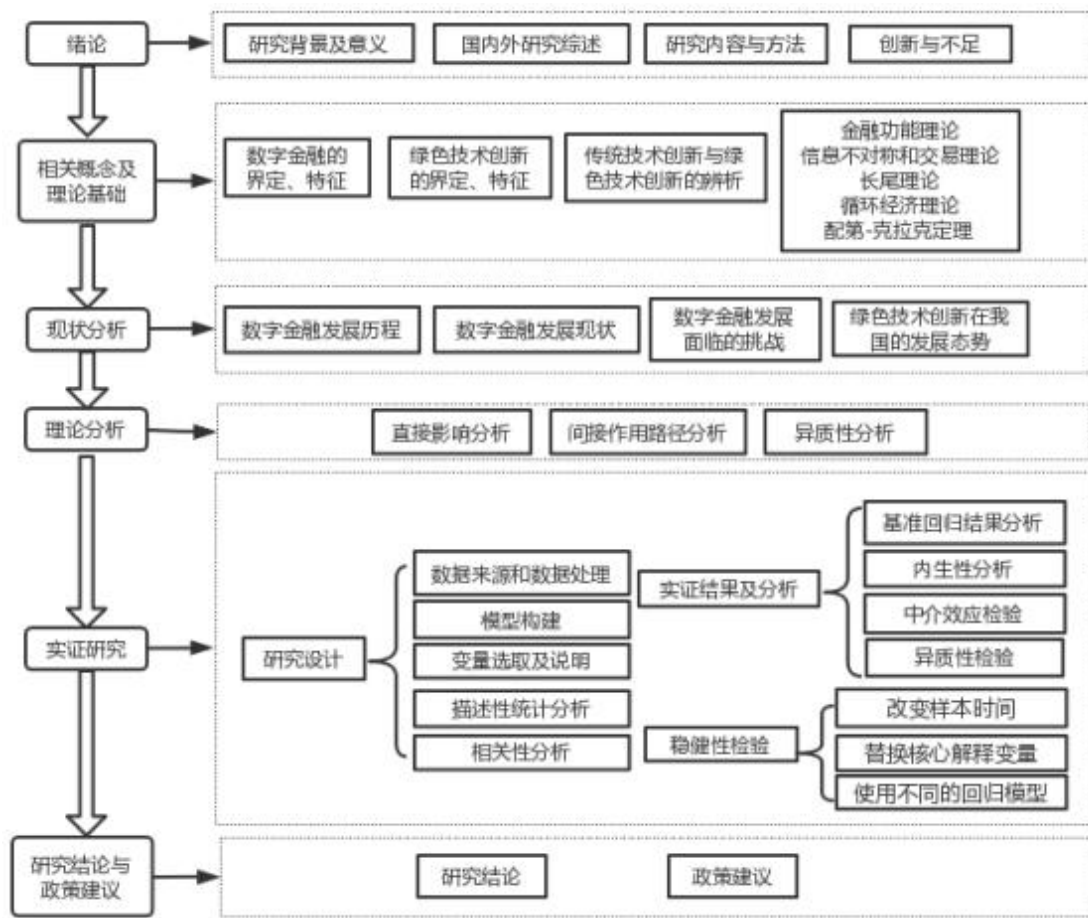 绪论
研究背景及意义
国内外研究综述
研究内容与方法
创新与不足
相关概念及
理论基础
数字金融的
界定、特征
绿色技术创新
的界定、特征
传统技术创新与绿
色技术创新的辨析
金融功能理论
信息不对称和交易理论
长尾理论
循环经济理论
配第-克拉克定理
现状分析
数字金融发展历程
数字金融发展现状
数字金融发展
面临的挑战
绿色技术创新在我
国的发展态势
理论分析
直接影响分析
间接作用路径分析
异质性分析
实证研究
研究设计
数据来源和数据处理
模型构建
变量选取及说明
描述性统计分析
相关性分析
实证结果及分析
基准回归结果分析
内生性分析
中介效应检验
异质性检验
稳健性检验
改变样本时间
替换核心解释变量
使用不同的回归模型
研究结论与
政策建议
研究结论
政策建议